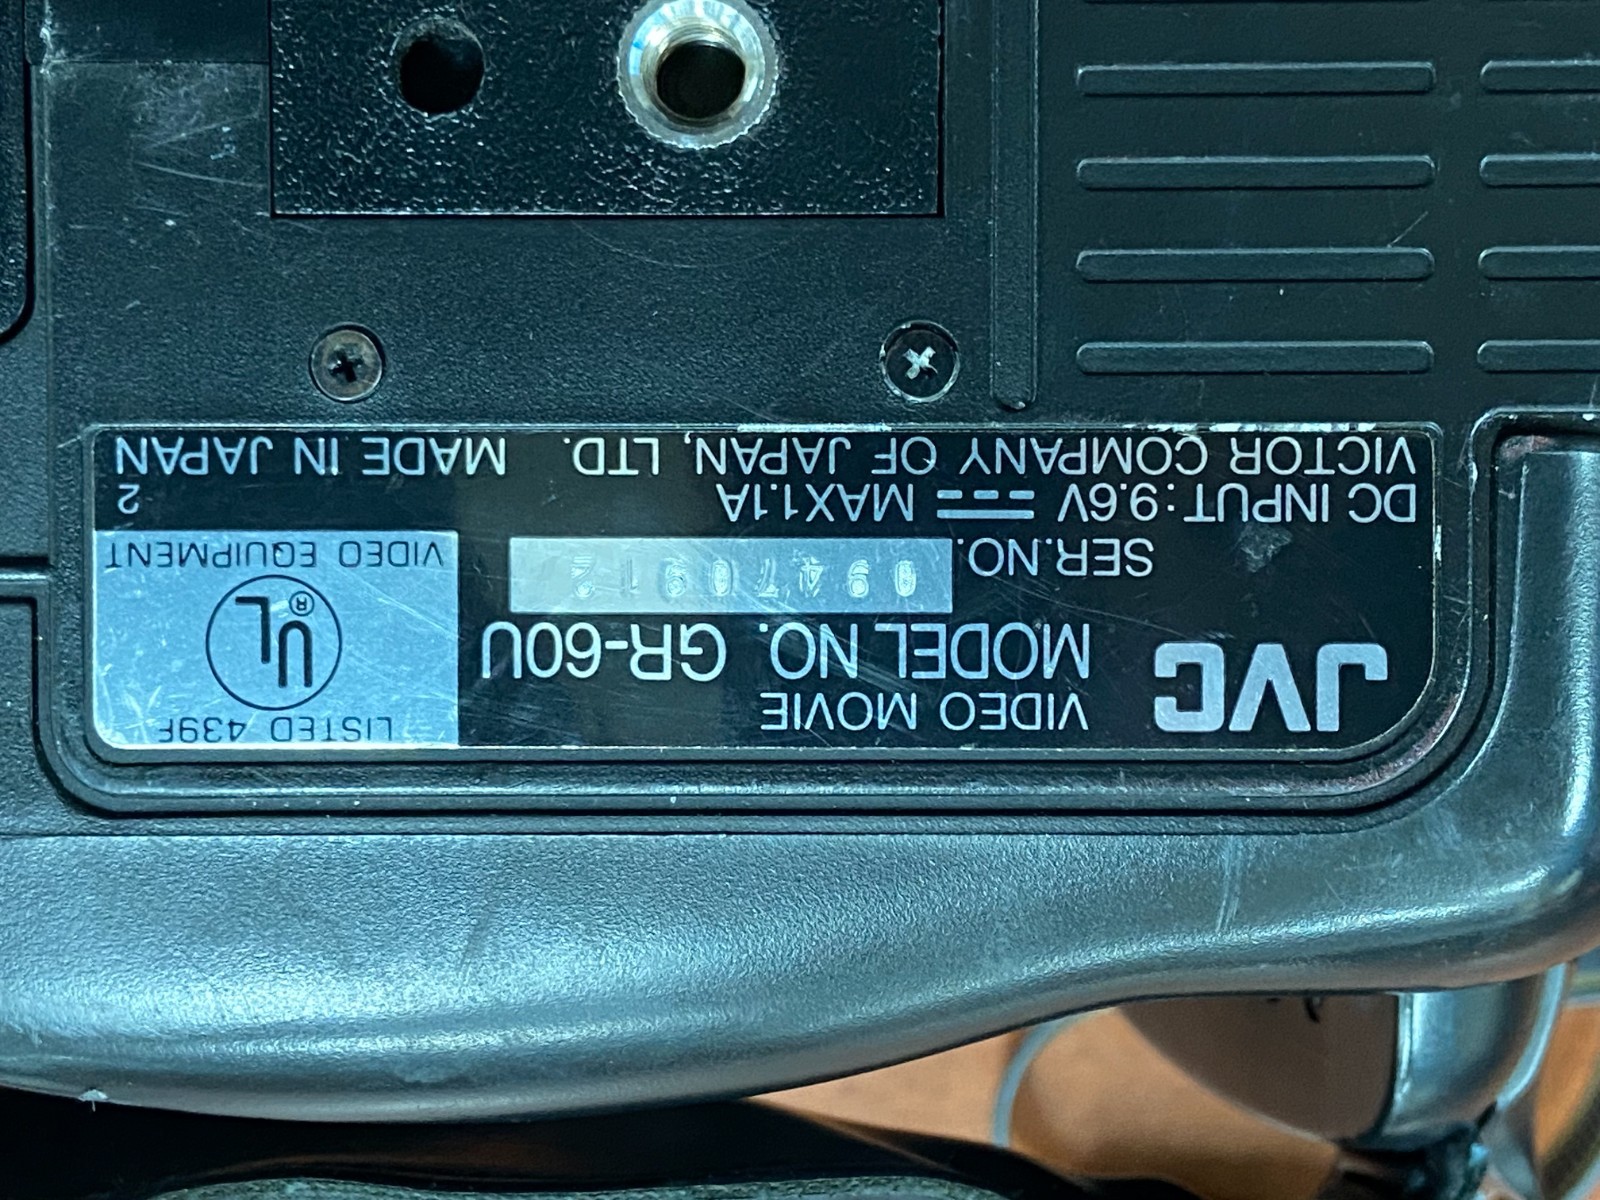 JVC
VIDEO MOVIE
MODEL NO. GR-60U
SER.NO.
DC INPUT: 9.6V ⎓ MAX1.1A
VICTOR COMPANY OF JAPAN, LTD. MADE IN JAPAN
LISTED 439F
UL®
VIDEO EQUIPMENT
2